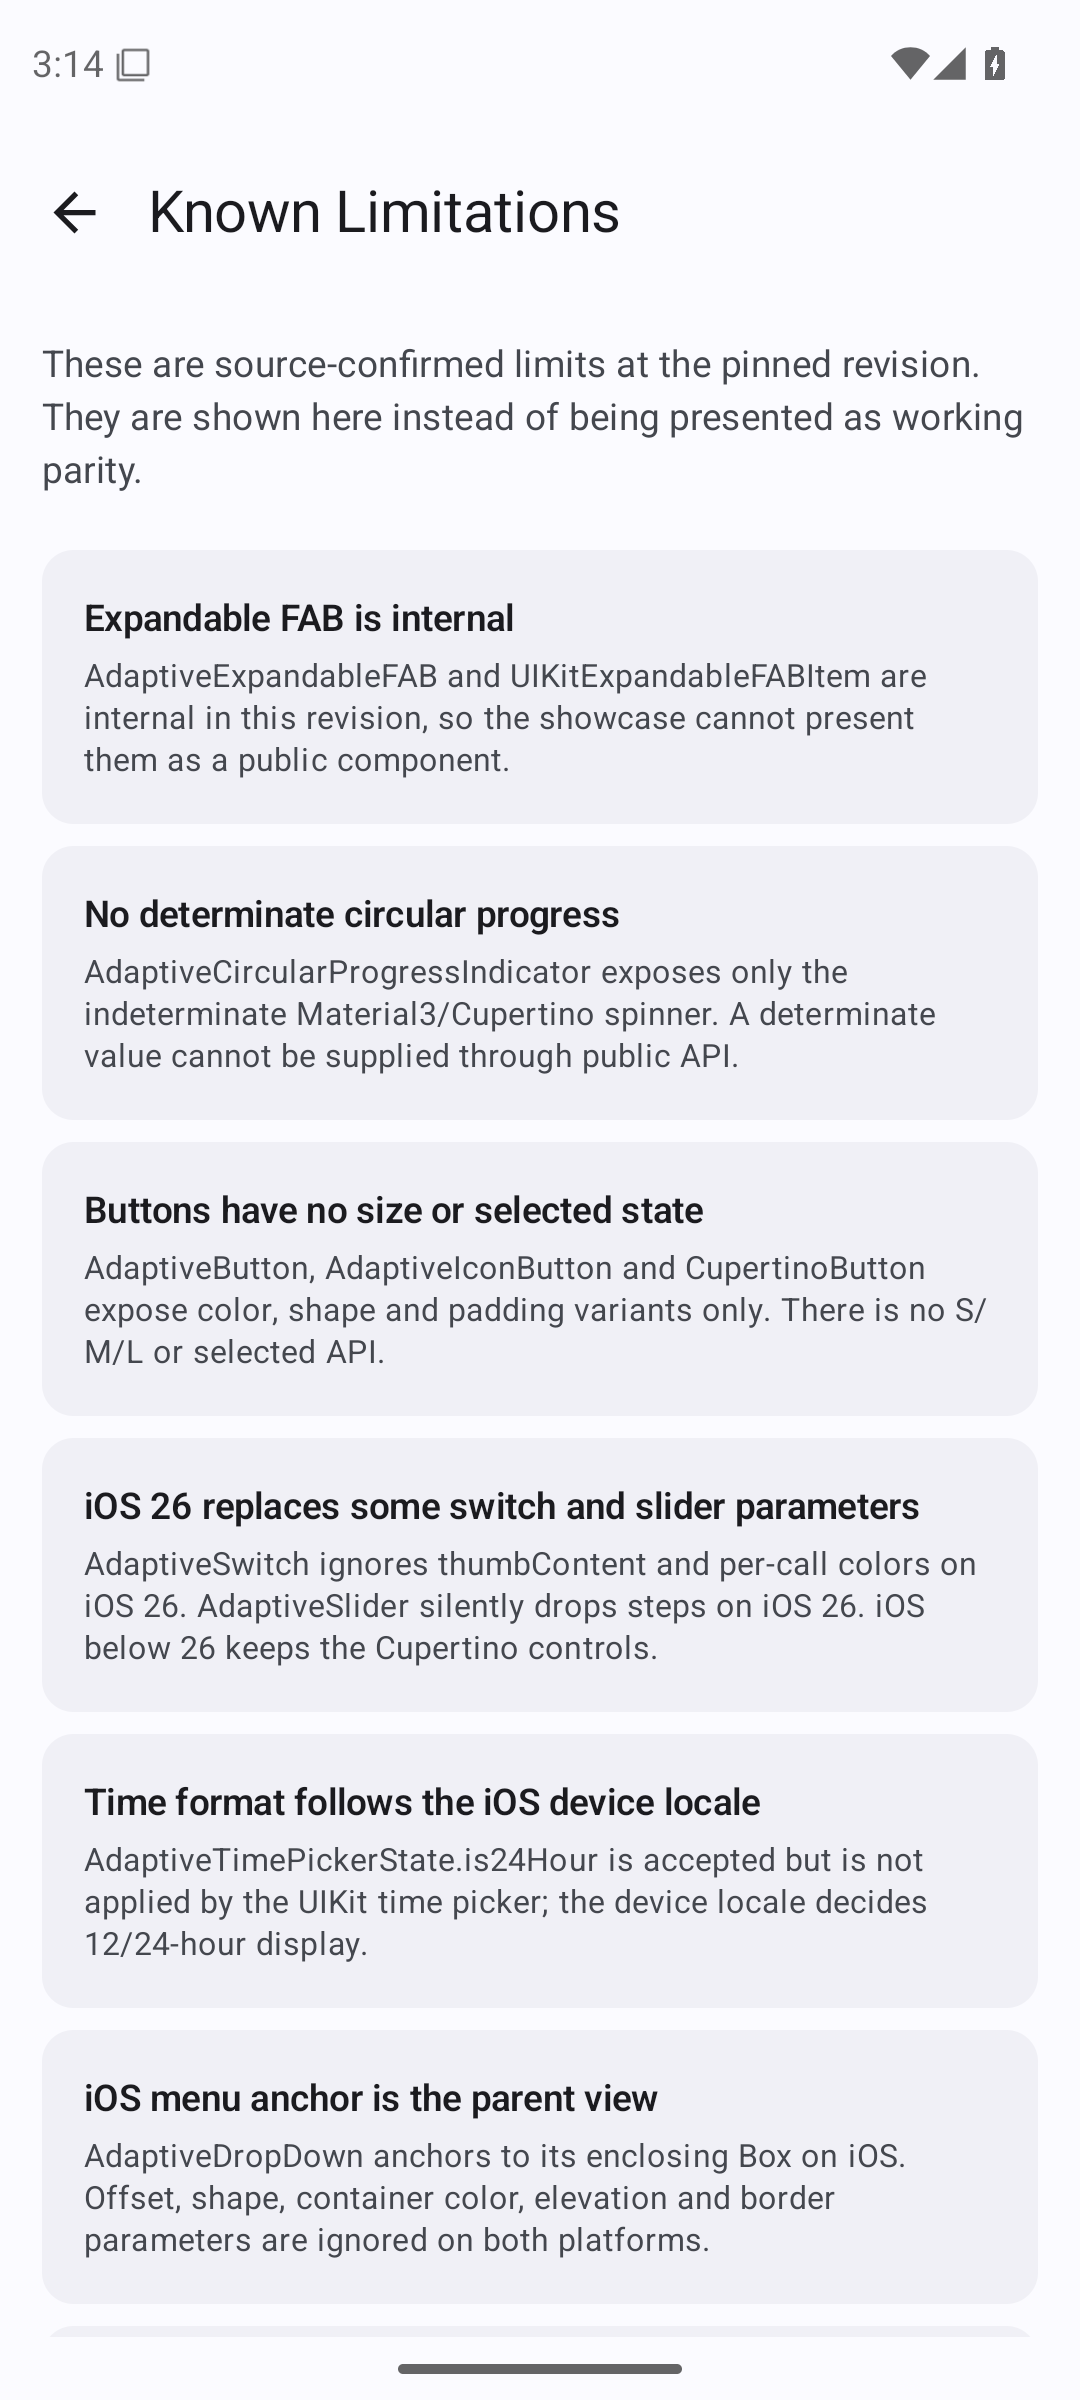 3:14
Known Limitations
These are source-confirmed limits at the pinned revision.
They are shown here instead of being presented as working
parity.
Expandable FAB is internal
AdaptiveExpandableFAB and UIKitExpandableFABItem are
internal in this revision, so the showcase cannot present
them as a public component.
No determinate circular progress
AdaptiveCircularProgressIndicator exposes only the
indeterminate Material3/Cupertino spinner. A determinate
value cannot be supplied through public API.
Buttons have no size or selected state
AdaptiveButton, AdaptiveIconButton and CupertinoButton
expose color, shape and padding variants only. There is no S/
M/L or selected API.
iOS 26 replaces some switch and slider parameters
AdaptiveSwitch ignores thumbContent and per-call colors on
iOS 26. AdaptiveSlider silently drops steps on iOS 26. iOS
below 26 keeps the Cupertino controls.
Time format follows the iOS device locale
AdaptiveTimePickerState.is24Hour is accepted but is not
applied by the UIKit time picker; the device locale decides
12/24-hour display.
iOS menu anchor is the parent view
AdaptiveDropDown anchors to its enclosing Box on iOS.
Offset, shape, container color, elevation and border
parameters are ignored on both platforms.